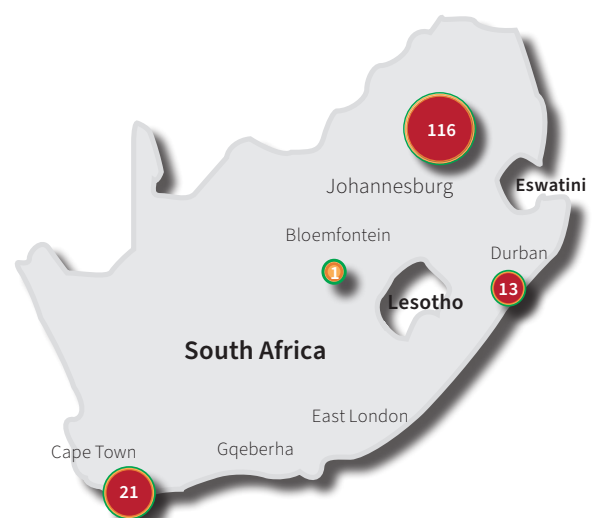 116
Johannesburg
Eswatini
Bloemfontein
Durban
1
13
Lesotho
South Africa
East London
Cape Town
Gqeberha
21